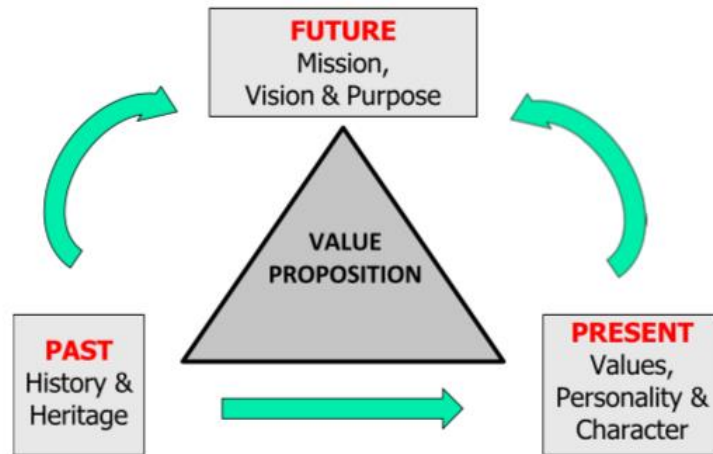 FUTURE
Mission,
Vision & Purpose
VALUE
PROPOSITION
PAST
History &
Heritage
PRESENT
Values,
Personality &
Character